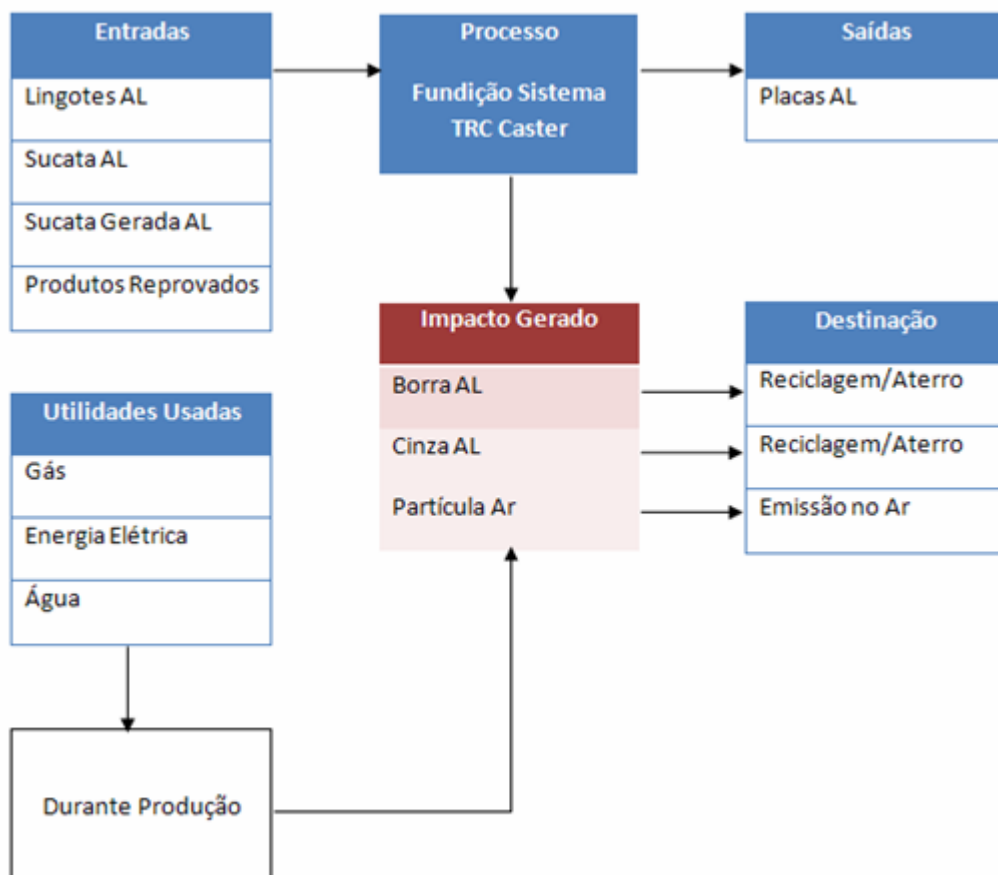 Entradas
Lingotes AL
Sucata AL
Sucata Gerada AL
Produtos Reprovados
Processo
Fundição Sistema
TRC Caster
Saídas
Placas AL
Impacto Gerado
Borra AL
Cinza AL
Partícula Ar
Destinação
Reciclagem/Aterro
Reciclagem/Aterro
Emissão no Ar
Utilidades Usadas
Gás
Energia Elétrica
Água
Durante Produção